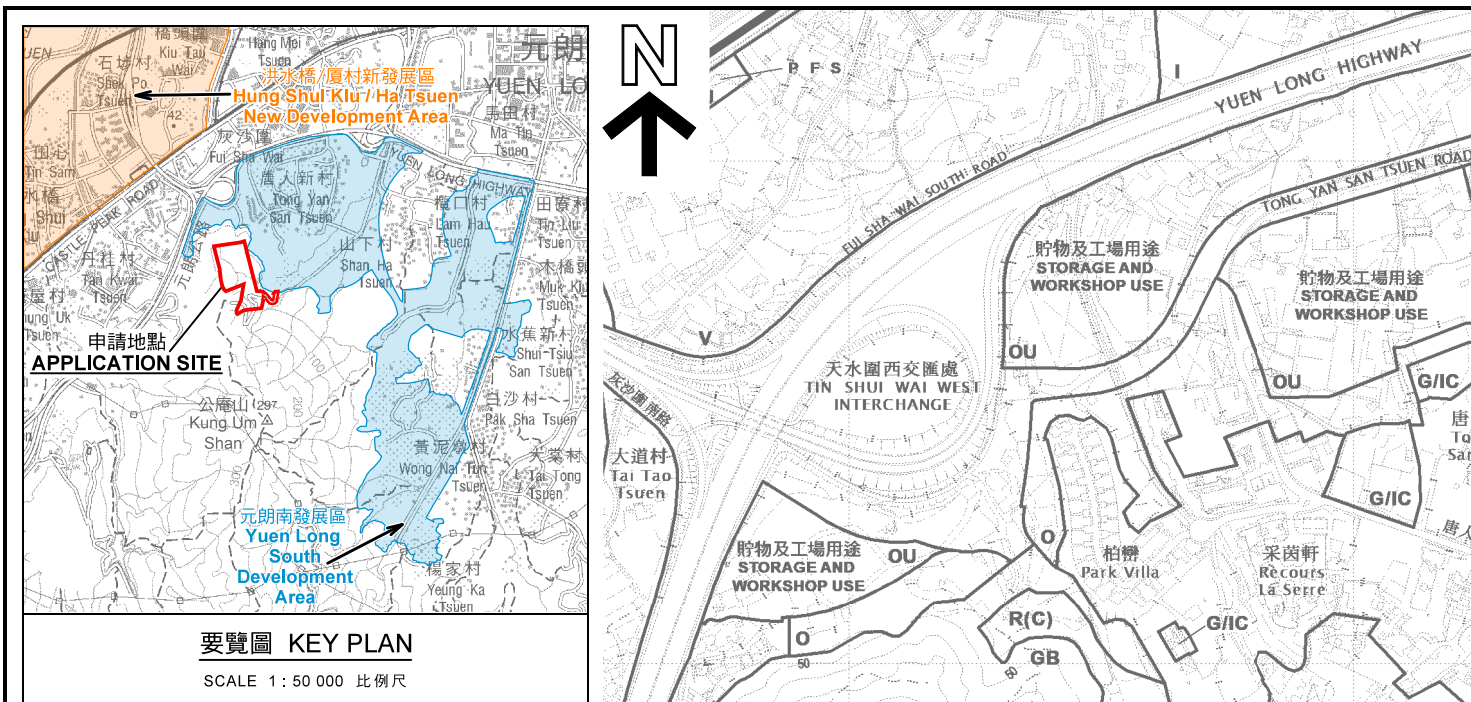 橋頭圍
Kiu Tau
Wai
石埗村
Shek Po
Tsuen
Hang Mei
Tsuen
元朗
YUEN LO
洪水橋/厦村新發展區
Hung Shui Kiu / Ha Tsuen
New Development Area
42
馬田村
Ma Tin
Tsuen
灰沙圍
Fui Sha Wai
Tin Sam
CASTLE PEAK ROAD
YUEN LONG HIGHWAY
唐人新村
Tong Yan
San Tsuen
欖口村
Lam Hau
Tsuen
田寮村
Tin Liu
Tsuen
丹桂村
Tan Kwai
Tsuen
元朗公路
山下村
Shan Ha
Tsuen
木橋頭
Tsuen
水蕉新村
Shui Tsiu
San Tsuen
申請地點
APPLICATION SITE
公庵山
297
Kung Um
Shan
白沙村
Pak Sha Tsuen
黃泥墩村
Wong Nai Tun
Tsuen
大棠村
Tai Tong
Tsuen
元朗南發展區
Yuen Long
South
Development
Area
楊家村
Yeung Ka
Tsuen
要覽圖 KEY PLAN
SCALE 1 : 50 000 比例尺
N
P F S
I
YUEN LONG HIGHWAY
FUI SHA WAI SOUTH ROAD
TONG YAN SAN TSUEN ROAD
貯物及工場用途
STORAGE AND
WORKSHOP USE
OU
貯物及工場用途
STORAGE AND
WORKSHOP USE
OU
G/IC
V
天水圍西交匯處
TIN SHUI WAI WEST
INTERCHANGE
灰沙圍南路
大道村
Tai Tao
Tsuen
G/IC
貯物及工場用途
STORAGE AND
WORKSHOP USE
OU
O
柏巒
Park Villa
采茵軒
Recours
La Serre
O
50
R(C)
GB
50
G/IC